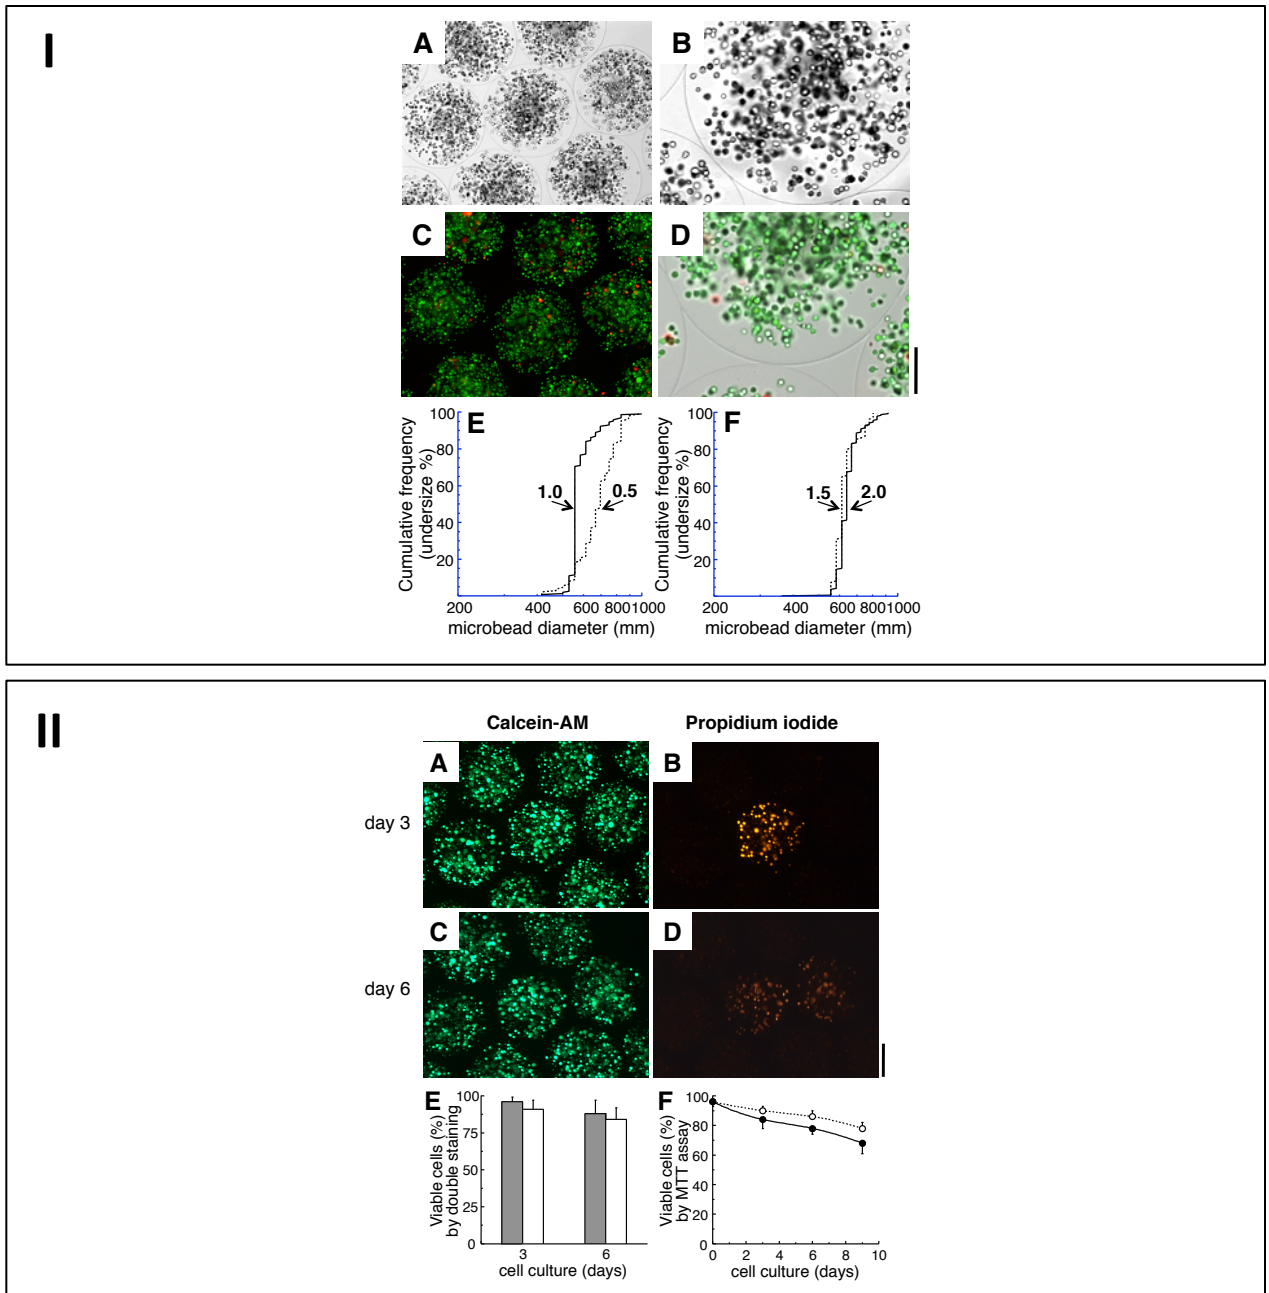 I
A
B
C
D
E
F
Cumulative frequency
(undersize %)
100
80
60
40
20
1.0
0.5
200
400
600
800
1000
microbead diameter (mm)
Cumulative frequency
(undersize %)
100
80
60
40
20
1.5
2.0
200
400
600
800
1000
microbead diameter (mm)
II
Calcein-AM
Propidium iodide
day 3
A
B
day 6
C
D
E
Viable cells (%)
by double staining
100
75
50
25
0
3
6
cell culture (days)
F
Viable cells (%)
by MTT assay
100
80
60
40
20
0
0
2
4
6
8
10
cell culture (days)